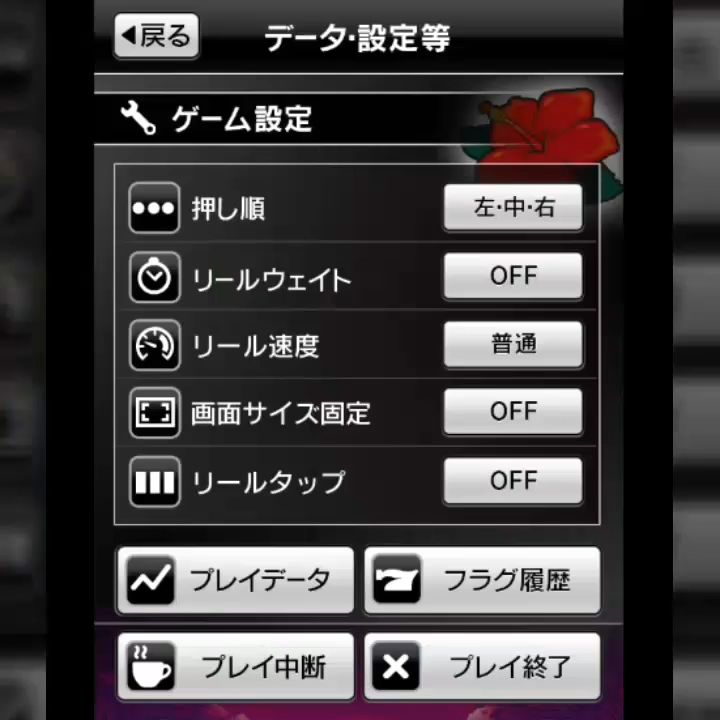 戻る
データ・設定等
ゲーム設定
押し順 左・中・右
リールウェイト OFF
リール速度 普通
画面サイズ固定 OFF
リールタップ OFF
プレイデータ フラグ履歴
プレイ中断 プレイ終了